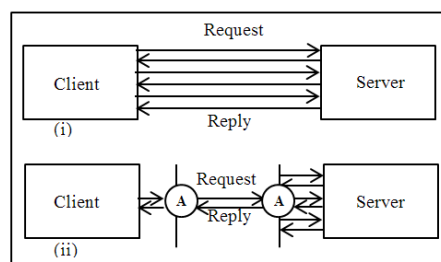 Request
Client
Server
Reply
(i)
Client
A
Request
Reply
A
Server
(ii)